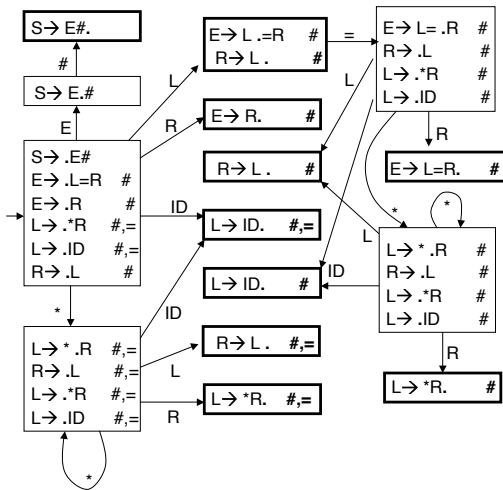 S→ E#.
#
S→ E.#
E
S→ .E#
E→ .L=R #
E→ .R #
L→ .*R #,=
L→ .ID #,=
R→ .L #
*
L→ * .R #,=
R→ .L #,=
L→ .*R #,=
L→ .ID #,=
*
L
R
ID
ID
L
R
E→ L .=R #
R→ L . #
=
E→ R. #
R→ L . #
L→ ID. #,=
L→ ID. #
R→ L . #,=
L→ *R. #,=
E→ L= .R #
R→ .L #
L→ .*R #
L→ .ID #
L
R
E→ L=R. #
*
*
L
ID
L→ * .R #
R→ .L #
L→ .*R #
L→ .ID #
R
L→ *R. #